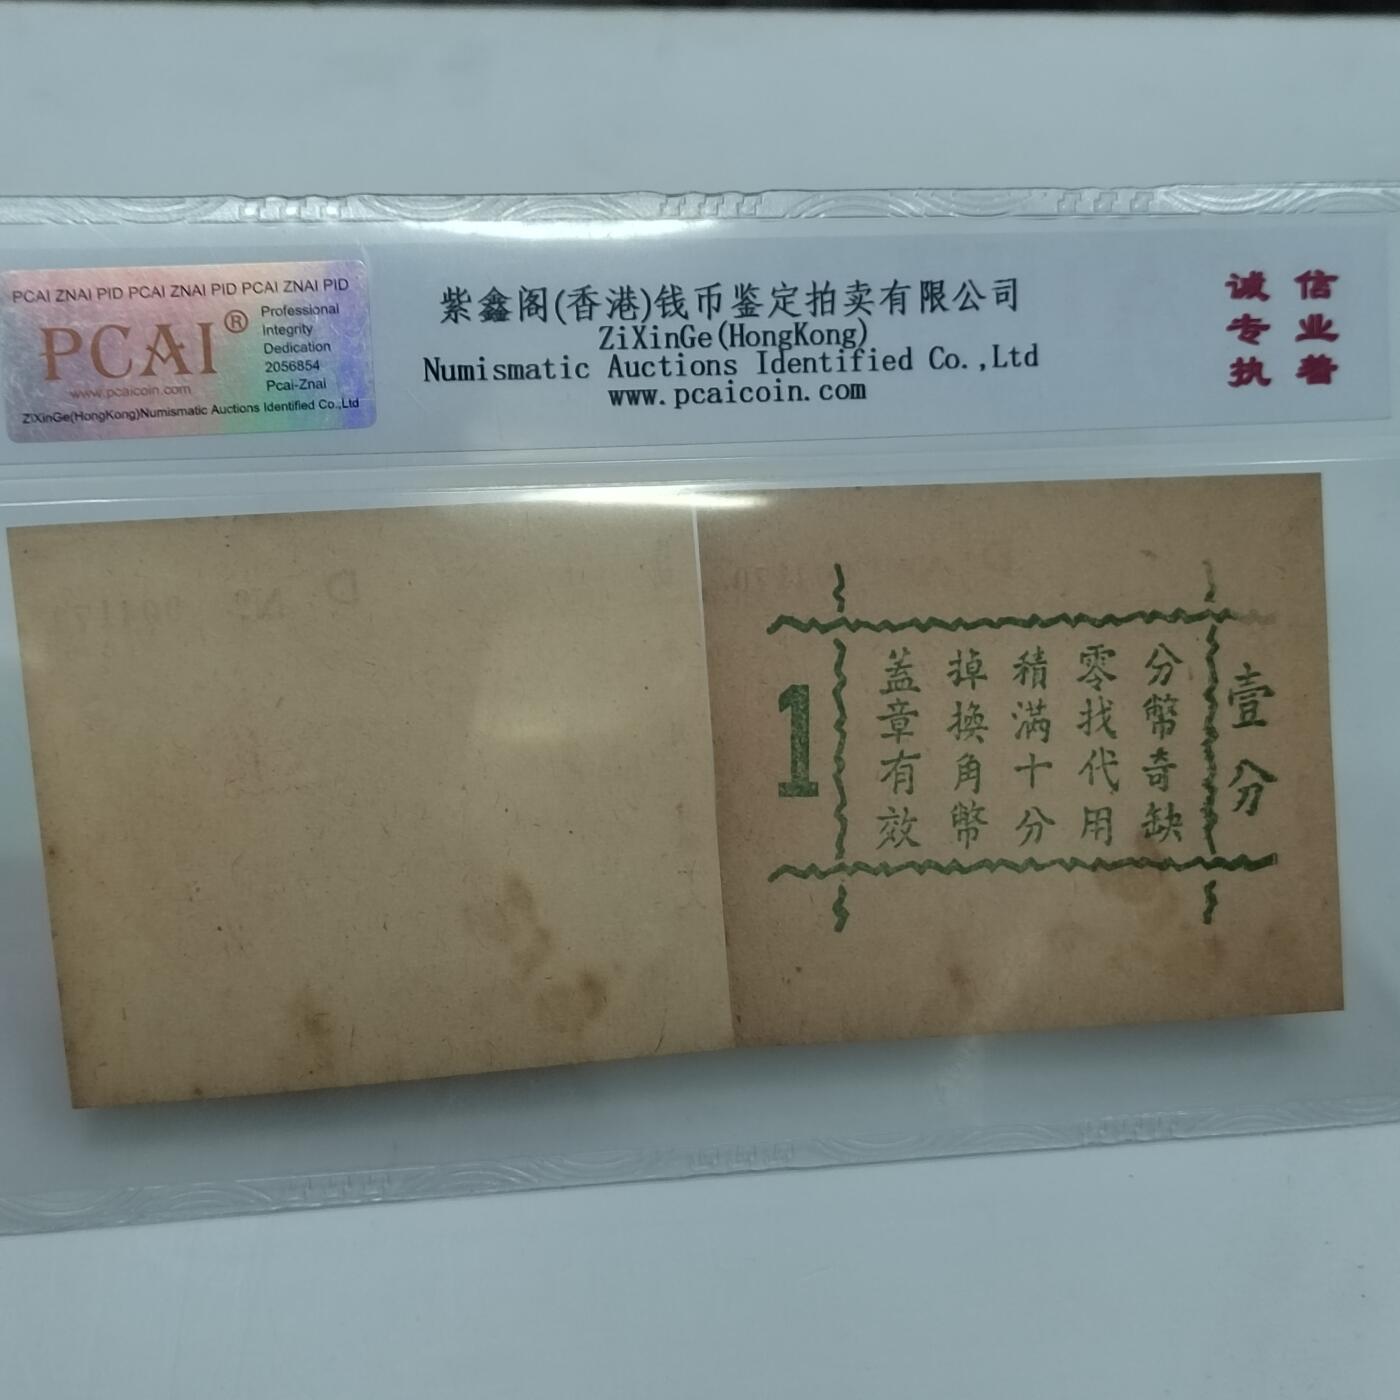 PCAI ZNAI PID PCAI ZNAI PID PCAI ZNAI PID
PCAI®
Professional
Integrity
Dedication
2056854
Pcai-Znai
www.pcaicoin.com
ZiXinGe(HongKong)Numismatic Auctions Identified Co.,Ltd
紫鑫阁(香港)钱币鉴定拍卖有限公司
ZiXinGe(HongKong)
Numismatic Auctions Identified Co.,Ltd
www.pcaicoin.com
诚信
专业
执着
壹分
分幣奇缺
零找代用
積满十分
掉換角幣
蓋章有效
1